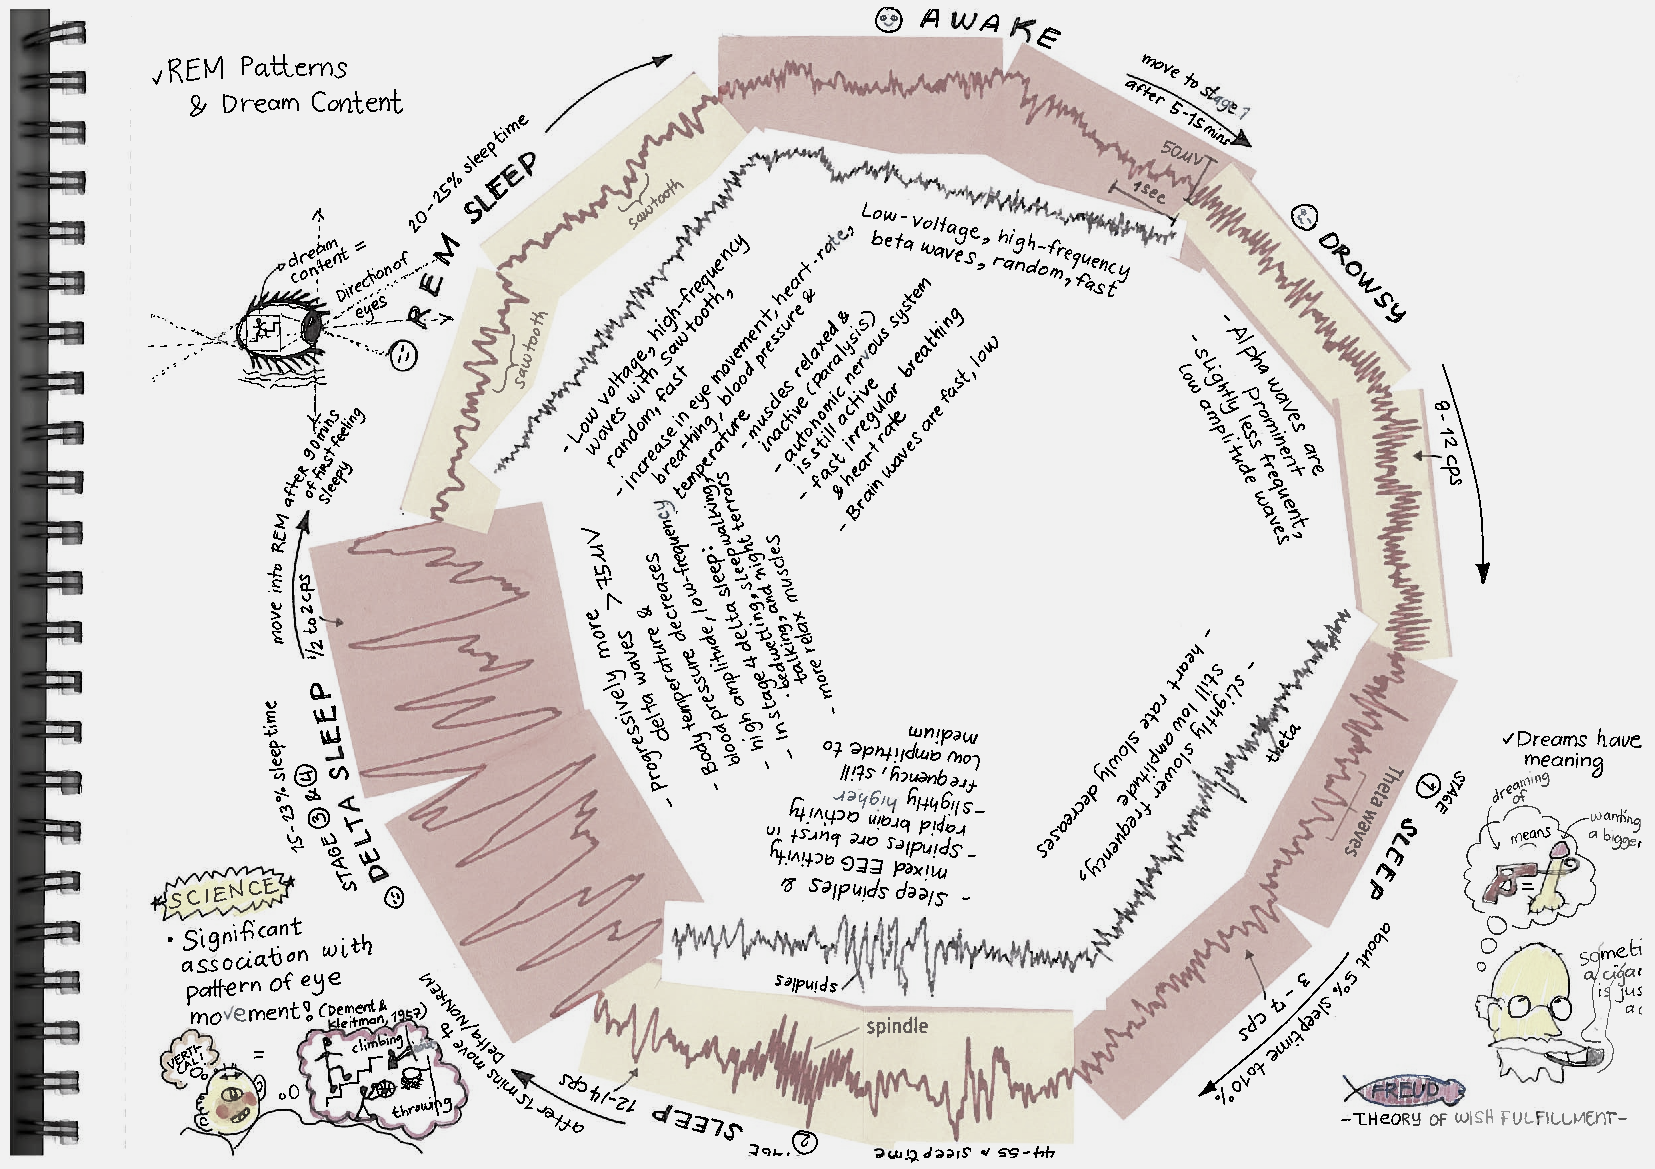 ✓REM Patterns
& Dream Content
AWAKE
move to stage 1
after 5-15 mins
50μV
1sec
Low-voltage, high-frequency
beta waves, random, fast
DROWSY
- Alpha waves are
prominent
- slightly less frequent,
low amplitude waves
8-12 cps
- slightly slower frequency,
still low amplitude
- heart rate slowly decreases
theta
Theta waves
STAGE 1
SLEEP
about 5% sleeptime to 10%
3-7 cps
- Sleep spindles &
mixed EEG activity
- spindles are burst in
rapid brain activity
- slightly higher
frequency, still
low amplitude to
medium
spindles
spindle
2
SLEEP
44-55% sleeptime
12-14 cps
after 15 mins move to
Delta/NONREM
STAGE 3 & 4
DELTA SLEEP
15-23% sleeptime
1/2 to 2 cps
move into REM after 90 mins
of first feeling
sleepy
- Progressively more
delta waves > 75μV
- Body temperature &
blood pressure decreases
- high amplitude, low-frequency
- In stage 4 delta sleep:
bedwetting, sleepwalking,
talking, and night terrors
- more relax muscles
REM SLEEP
20-25% sleeptime
sawtooth
sawtooth
- Low voltage, high-frequency
waves with sawtooth,
random, fast
- increase in eye movement, heart-rate,
breathing, blood pressure &
temperature
- muscles relaxed &
inactive (paralysis)
- autonomic nervous system
is still active
- fast irregular breathing
& heart rate
- Brain waves are fast, low
dream
content =
Direction of
eyes
SCIENCE
• Significant
association with
pattern of eye
movement! (Dement &
Kleitman, 1957)
VERTI-
CAL!
=
climbing
throwing
✓Dreams have
meaning
dreaming
of
means
=
wanting
a bigger
someti
a cigar
is jus
a c
FREUD
-THEORY OF WISH FULFILLMENT-